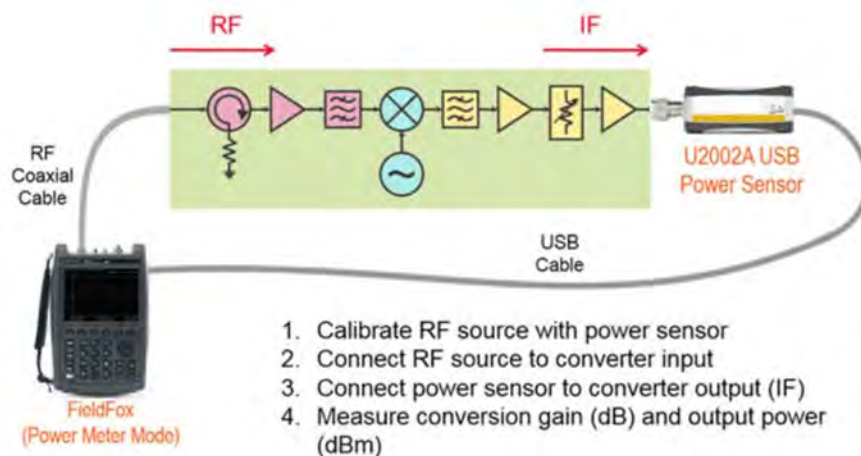 RF
IF
RF
Coaxial
Cable
U2002A USB
Power Sensor
USB
Cable
FieldFox
(Power Meter Mode)
1. Calibrate RF source with power sensor
2. Connect RF source to converter input
3. Connect power sensor to converter output (IF)
4. Measure conversion gain (dB) and output power
(dBm)